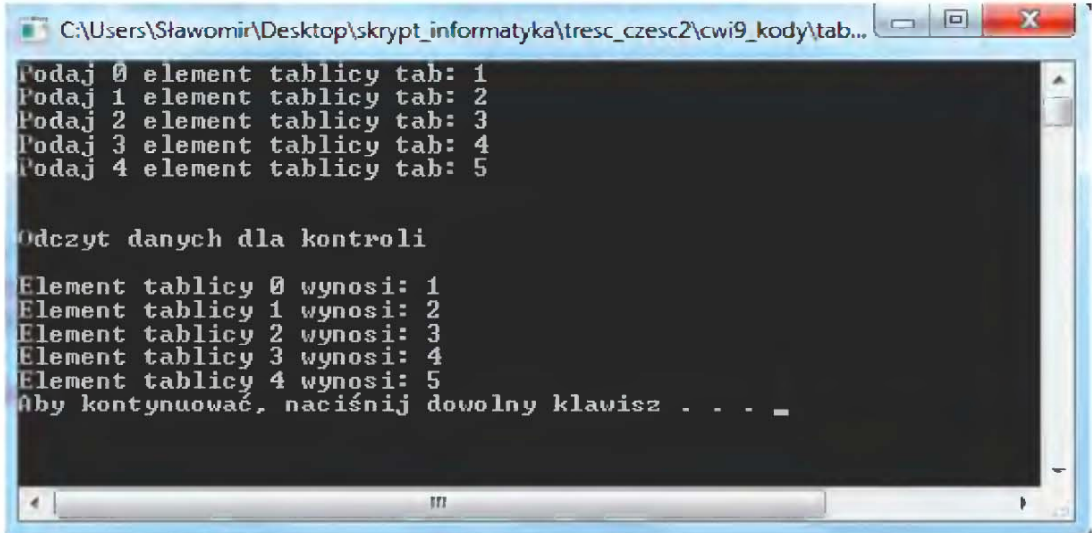 C:\Users\Sławomir\Desktop\skrypt_informatyka\tresc_czesc2\cwi9_kody\tab...
Podaj 0 element tablicy tab: 1
Podaj 1 element tablicy tab: 2
Podaj 2 element tablicy tab: 3
Podaj 3 element tablicy tab: 4
Podaj 4 element tablicy tab: 5
Odczyt danych dla kontroli
Element tablicy 0 wynosi: 1
Element tablicy 1 wynosi: 2
Element tablicy 2 wynosi: 3
Element tablicy 3 wynosi: 4
Element tablicy 4 wynosi: 5
Aby kontynuować, naciśnij dowolny klawisz . . . _